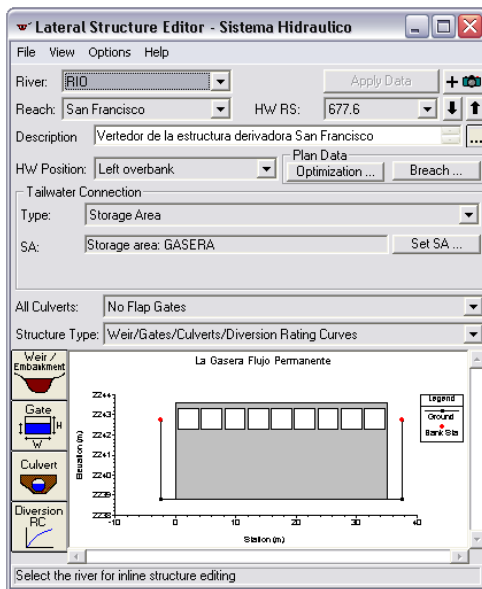 Lateral Structure Editor - Sistema Hidraulico
File View Options Help
River: RIO Apply Data
Reach: San Francisco HW RS: 677.6
Description Vertedor de la estructura derivadora San Francisco ...
HW Position: Left overbank Plan Data Optimization ... Breach ...
Tailwater Connection
Type: Storage Area
SA: Storage area: GASERA Set SA ...
All Culverts: No Flap Gates
Structure Type: Weir/Gates/Culverts/Diversion Rating Curves
Weir / Embankment
Gate
H
W
Culvert
Diversion RC
La Gasera Flujo Permanente
2244
2243
2242
2241
2240
2239
2238
Elevation (m)
-10 0 10 20 30 40
Station (m)
Legend
Ground
Bank Sta
Select the river for inline structure editing